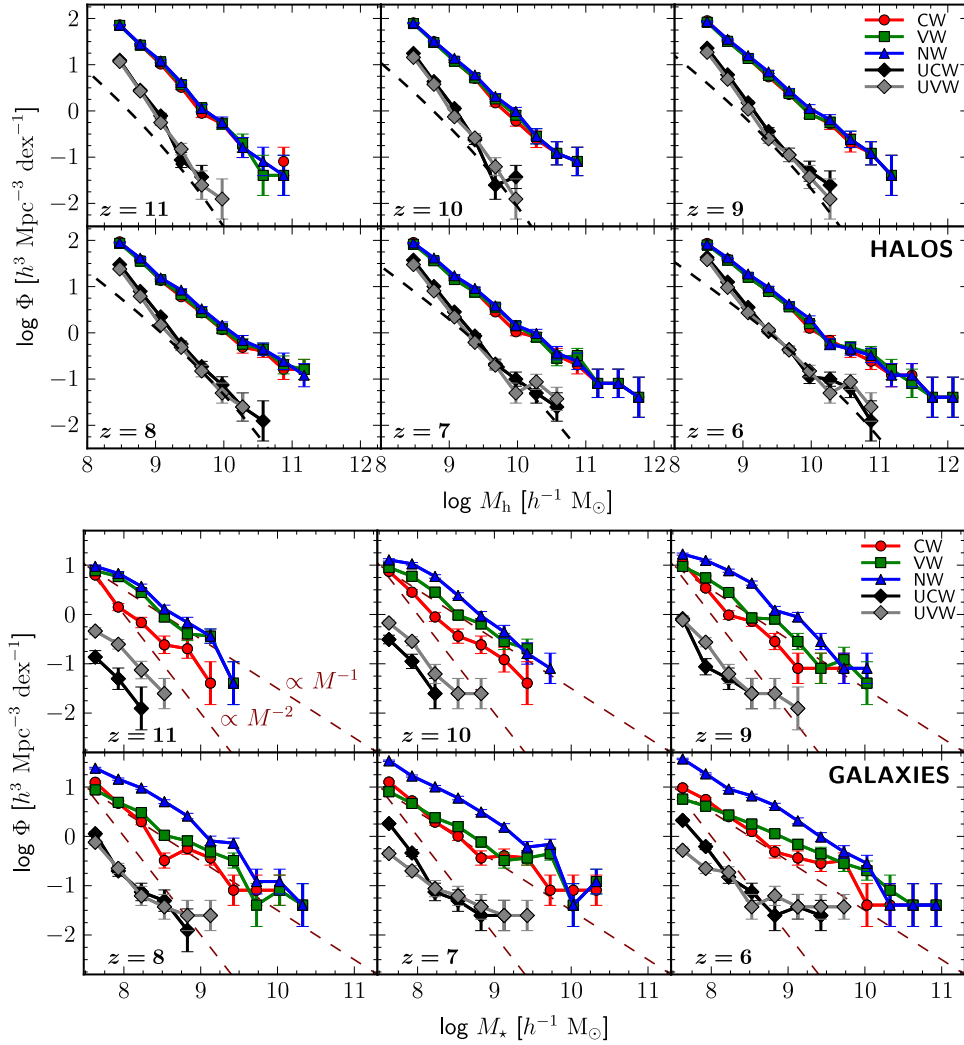 2
1
0
−1
−2
log Φ [h³ Mpc⁻³ dex⁻¹]
z = 11
z = 10
z = 9
CW
VW
NW
UCW
UVW
2
1
0
−1
−2
z = 8
z = 7
z = 6
HALOS
8 9 10 11 12 8 9 10 11 12 8 9 10 11 12
log M_h [h⁻¹ M_⊙]
1
0
−1
−2
log Φ [h³ Mpc⁻³ dex⁻¹]
∝ M⁻¹
∝ M⁻²
z = 11
z = 10
z = 9
CW
VW
NW
UCW
UVW
1
0
−1
−2
z = 8
z = 7
z = 6
GALAXIES
8 9 10 11 8 9 10 11 8 9 10 11
log M_⋆ [h⁻¹ M_⊙]